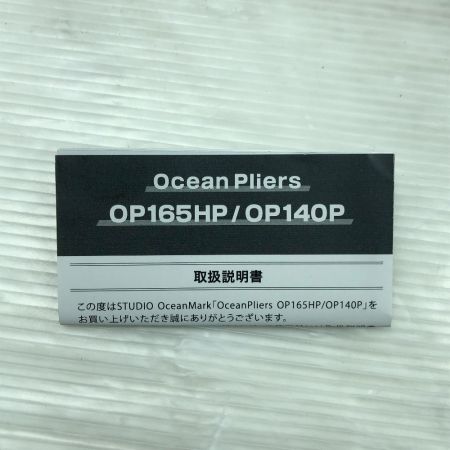 Ocean Pliers
OP165HP / OP140P
取扱説明書
この度はSTUDIO OceanMark「OceanPliers OP165HP/OP140P」を
お買い上げいただき誠にありがとうございます。